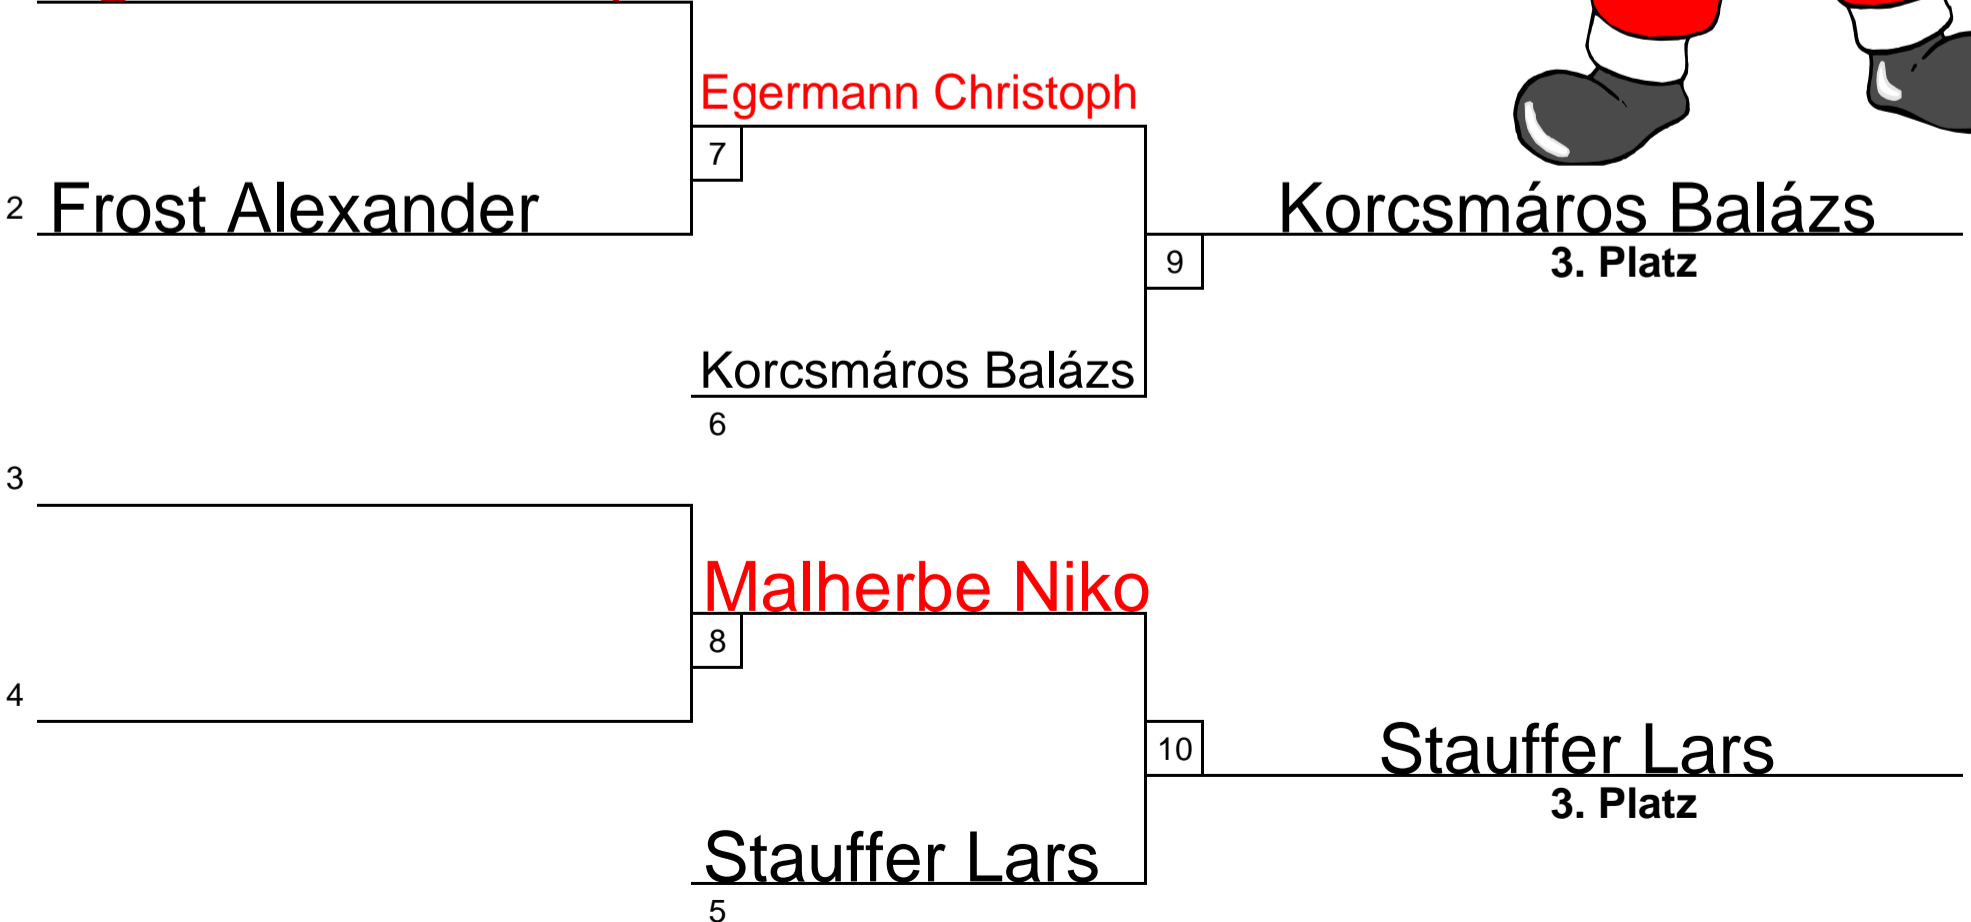 Egermann Christoph
7
2 Frost Alexander
Korcsmáros Balázs
9
3. Platz
Korcsmáros Balázs
6
3
Malherbe Niko
8
4
10
Stauffer Lars
3. Platz
Stauffer Lars
5